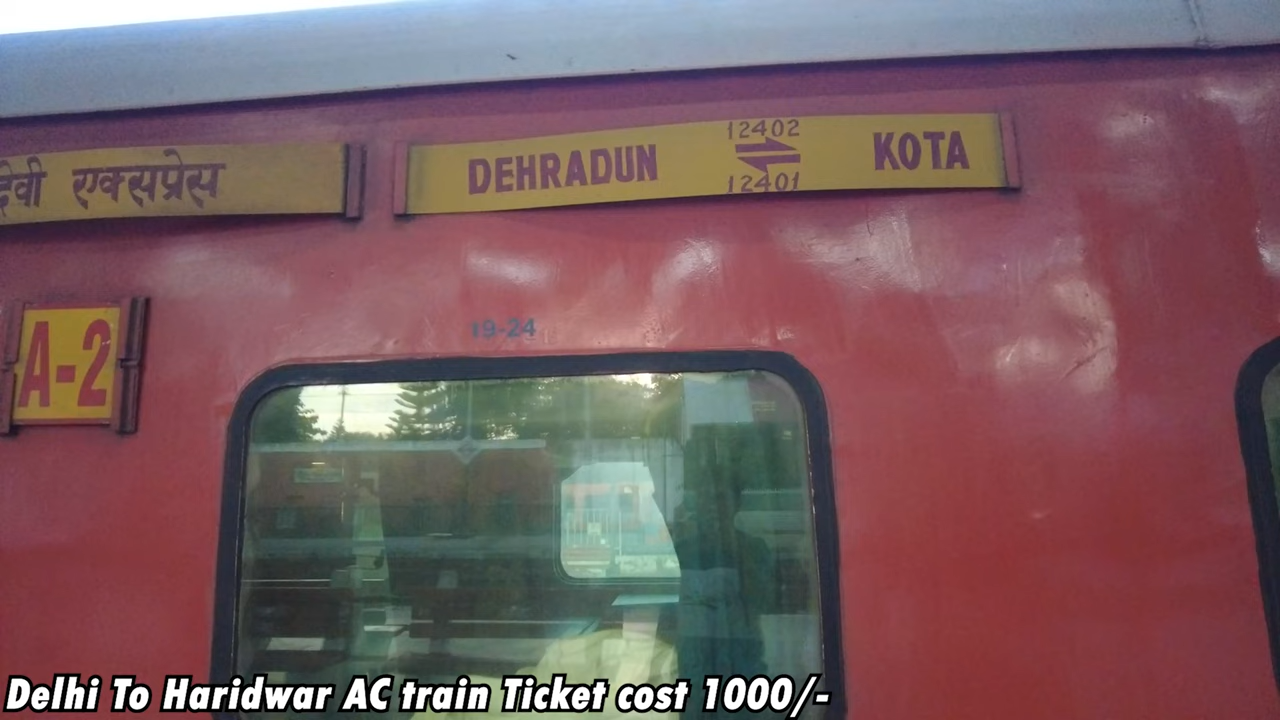 देवी एक्सप्रेस
12402
DEHRADUN KOTA
12401
A-2
19-24
Delhi To Haridwar AC train Ticket cost 1000/-